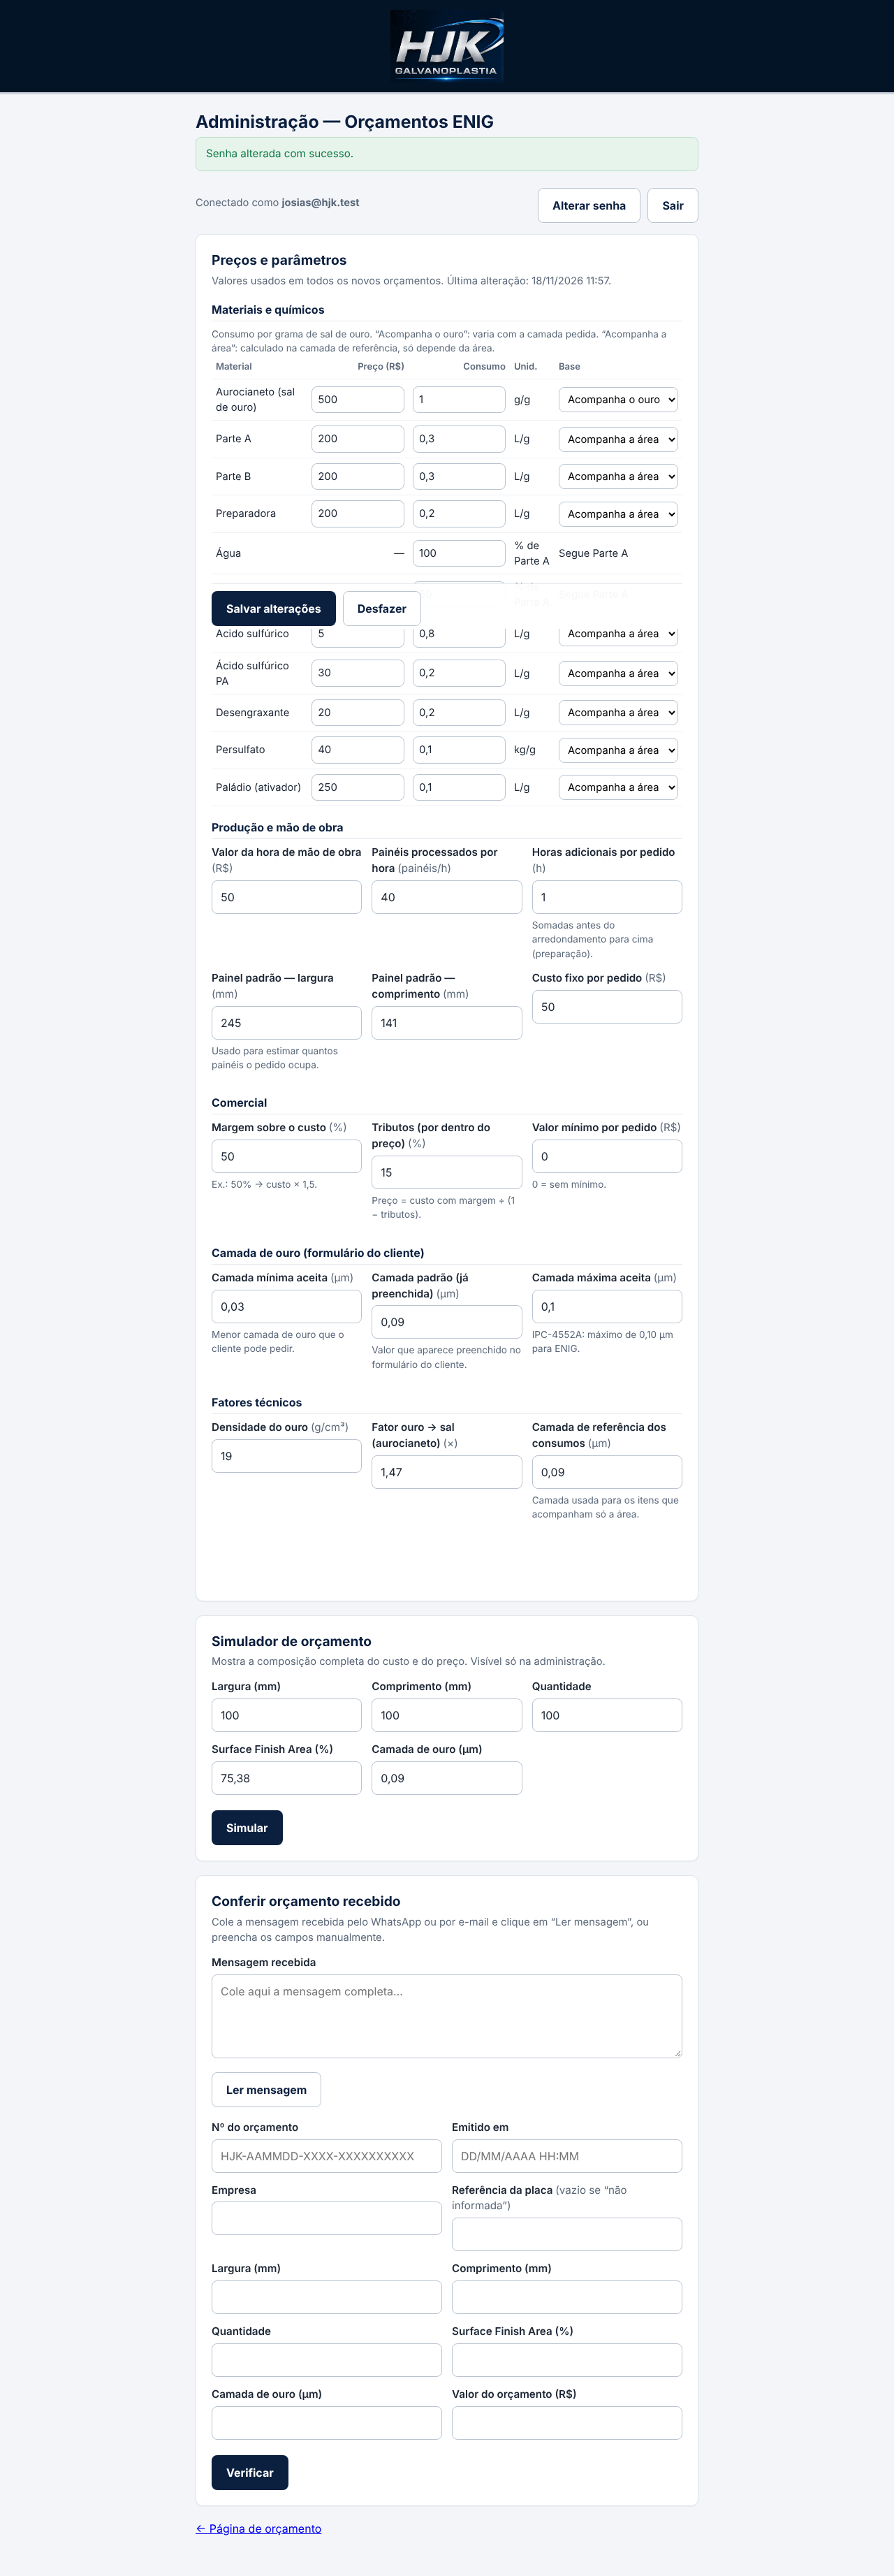 HJK
GALVANOPLASTIA
Administração — Orçamentos ENIG
Senha alterada com sucesso.
Conectado como josias@hjk.test
Alterar senha
Sair
Preços e parâmetros
Valores usados em todos os novos orçamentos. Última alteração: 18/11/2026 11:57.
Materiais e químicos
Consumo por grama de sal de ouro. “Acompanha o ouro”: varia com a camada pedida. “Acompanha a
área”: calculado na camada de referência, só depende da área.
Material Preço (R$) Consumo Unid. Base
Aurocianeto (sal
de ouro) 500 1 g/g Acompanha o ouro
Parte A 200 0,3 L/g Acompanha a área
Parte B 200 0,3 L/g Acompanha a área
Preparadora 200 0,2 L/g Acompanha a área
Água — 100 % de
Parte A Segue Parte A
Salvar alterações Desfazer
Ácido sulfúrico 5 0,8 L/g Acompanha a área
Ácido sulfúrico
PA 30 0,2 L/g Acompanha a área
Desengraxante 20 0,2 L/g Acompanha a área
Persulfato 40 0,1 kg/g Acompanha a área
Paládio (ativador) 250 0,1 L/g Acompanha a área
Produção e mão de obra
Valor da hora de mão de obra
(R$)
50
Painéis processados por
hora (painéis/h)
40
Horas adicionais por pedido
(h)
1
Somadas antes do
arredondamento para cima
(preparação).
Painel padrão — largura
(mm)
245
Usado para estimar quantos
painéis o pedido ocupa.
Painel padrão —
comprimento (mm)
141
Custo fixo por pedido (R$)
50
Comercial
Margem sobre o custo (%)
50
Ex.: 50% → custo × 1,5.
Tributos (por dentro do
preço) (%)
15
Preço = custo com margem ÷ (1
− tributos).
Valor mínimo por pedido (R$)
0
0 = sem mínimo.
Camada de ouro (formulário do cliente)
Camada mínima aceita (µm)
0,03
Menor camada de ouro que o
cliente pode pedir.
Camada padrão (já
preenchida) (µm)
0,09
Valor que aparece preenchido no
formulário do cliente.
Camada máxima aceita (µm)
0,1
IPC-4552A: máximo de 0,10 µm
para ENIG.
Fatores técnicos
Densidade do ouro (g/cm³)
19
Fator ouro → sal
(aurocianeto) (×)
1,47
Camada de referência dos
consumos (µm)
0,09
Camada usada para os itens que
acompanham só a área.
Simulador de orçamento
Mostra a composição completa do custo e do preço. Visível só na administração.
Largura (mm) Comprimento (mm) Quantidade
100 100 100
Surface Finish Area (%) Camada de ouro (µm)
75,38 0,09
Simular
Conferir orçamento recebido
Cole a mensagem recebida pelo WhatsApp ou por e-mail e clique em “Ler mensagem”, ou
preencha os campos manualmente.
Mensagem recebida
Cole aqui a mensagem completa…
Ler mensagem
Nº do orçamento Emitido em
HJK-AAMMDD-XXXX-XXXXXXXXXX DD/MM/AAAA HH:MM
Empresa
Referência da placa (vazio se “não
informada”)
Largura (mm) Comprimento (mm)
Quantidade Surface Finish Area (%)
Camada de ouro (µm) Valor do orçamento (R$)
Verificar
← Página de orçamento